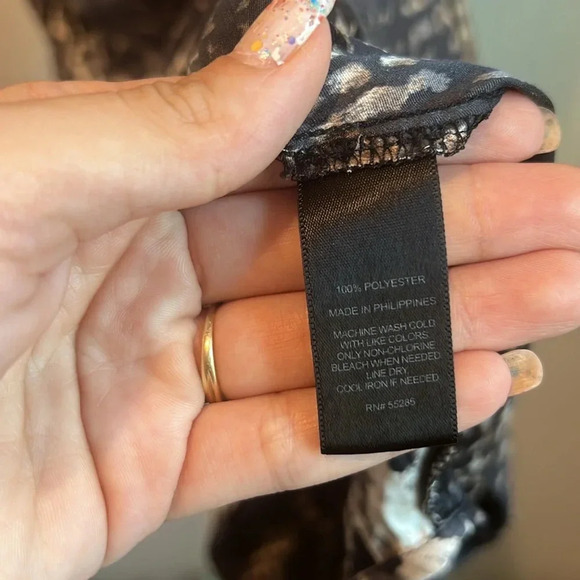 100% POLYESTER
MADE IN PHILIPPINES
MACHINE WASH COLD
WITH LIKE COLORS
ONLY NON-CHLORINE
BLEACH WHEN NEEDED
LINE DRY
COOL IRON IF NEEDED
RN# 55285